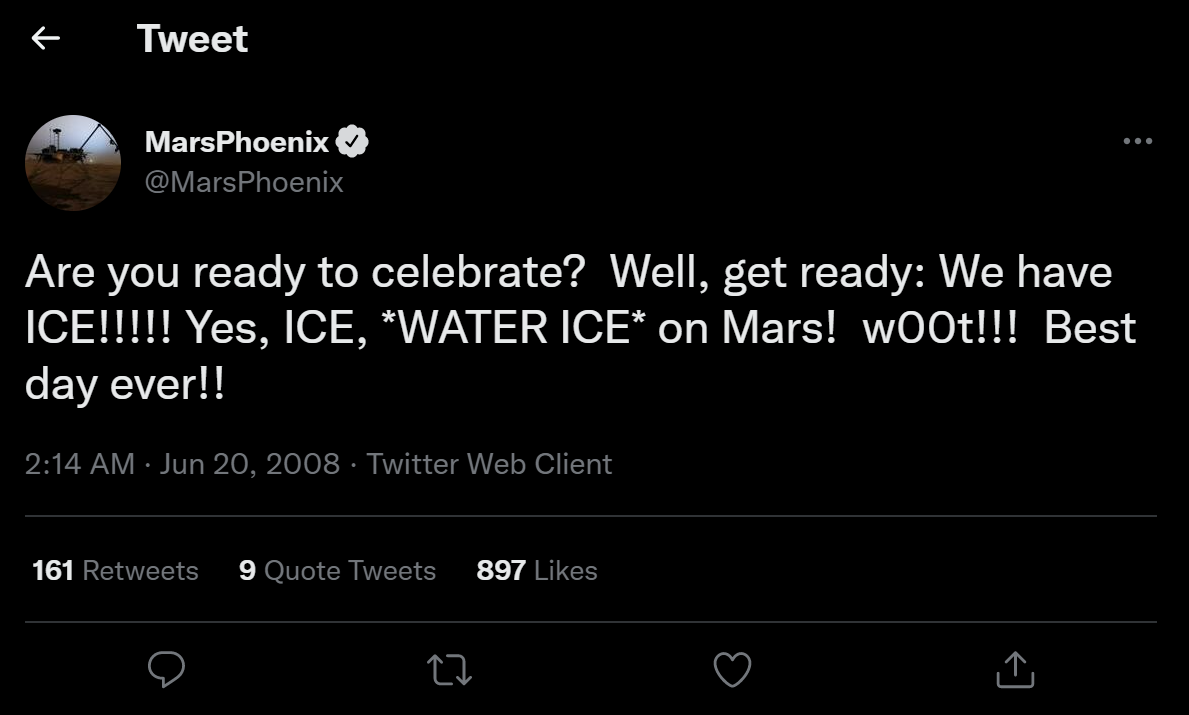 Tweet
MarsPhoenix
@MarsPhoenix
Are you ready to celebrate?  Well, get ready: We have
ICE!!!!! Yes, ICE, *WATER ICE* on Mars!  w00t!!!  Best
day ever!!
2:14 AM · Jun 20, 2008 · Twitter Web Client
161 Retweets 9 Quote Tweets 897 Likes